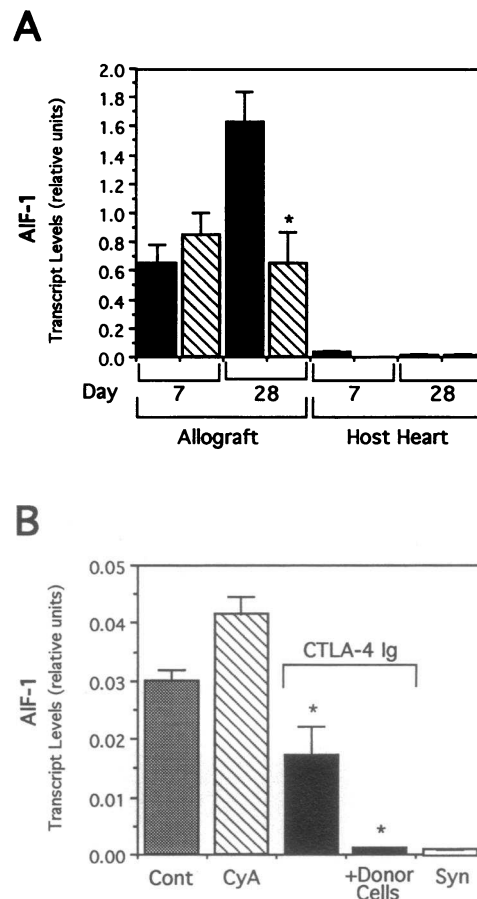 A
AIF-1
Transcript Levels (relative units)
2.0
1.8
1.6
1.4
1.2
1.0
0.8
0.6
0.4
0.2
0.0
*
Day
7
28
7
28
Allograft
Host Heart
B
AIF-1
Transcript Levels (relative units)
0.05
0.04
0.03
0.02
0.01
0.00
CTLA-4 Ig
*
*
Cont
CyA
+Donor
Cells
Syn